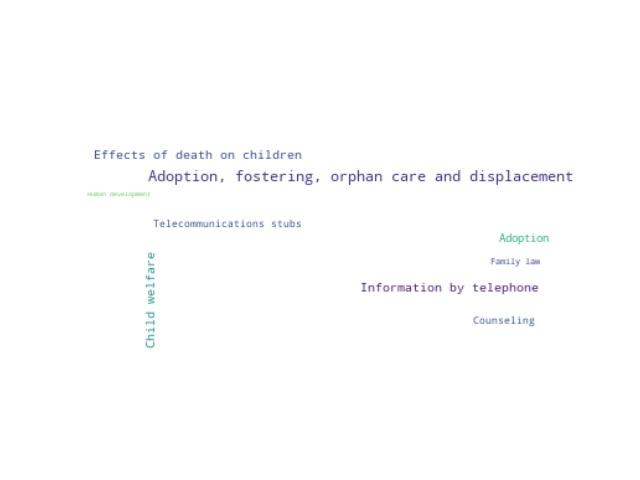 Effects of death on children
Adoption, fostering, orphan care and displacement
Human development
Telecommunications stubs
Adoption
Child welfare
Family law
Information by telephone
Counseling